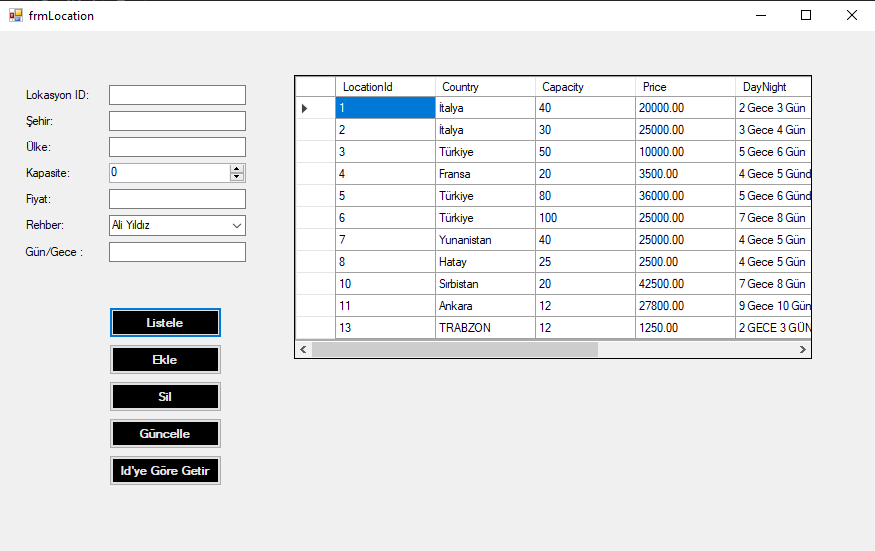 frmLocation
Lokasyon ID:
Şehir:
Ülke:
Kapasite: 0
Fiyat:
Rehber: Ali Yıldız
Gün/Gece :
Listele
Ekle
Sil
Güncelle
Id'ye Göre Getir
LocationId Country Capacity Price DayNight
1 İtalya 40 20000.00 2 Gece 3 Gün
2 İtalya 30 25000.00 3 Gece 4 Gün
3 Türkiye 50 10000.00 5 Gece 6 Gün
4 Fransa 20 3500.00 4 Gece 5 Günd
5 Türkiye 80 36000.00 5 Gece 6 Günd
6 Türkiye 100 25000.00 7 Gece 8 Gün
7 Yunanistan 40 25000.00 4 Gece 5 Gün
8 Hatay 25 2500.00 4 Gece 5 Gün
10 Sırbistan 20 42500.00 7 Gece 8 Gün
11 Ankara 12 27800.00 9 Gece 10 Gün
13 TRABZON 12 1250.00 2 GECE 3 GÜN